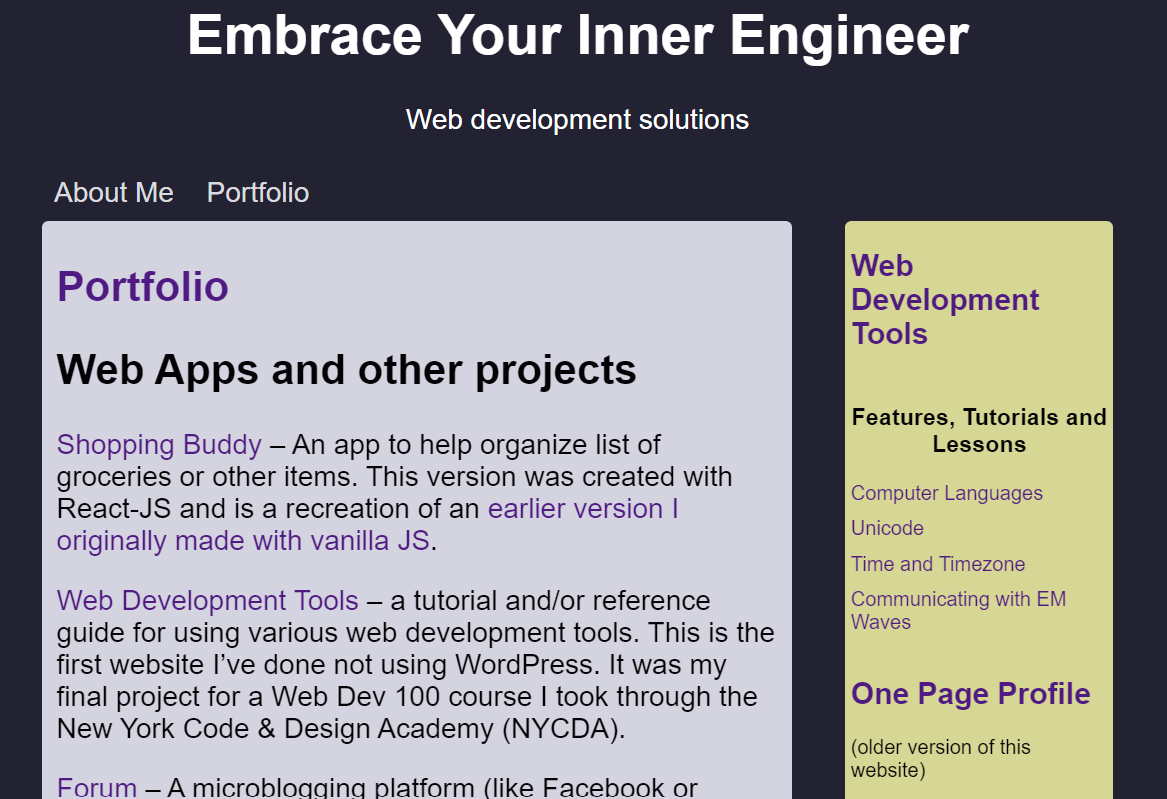 Embrace Your Inner Engineer
Web development solutions
About Me Portfolio
Portfolio
Web Apps and other projects
Shopping Buddy – An app to help organize list of
groceries or other items. This version was created with
React-JS and is a recreation of an earlier version I
originally made with vanilla JS.
Web Development Tools – a tutorial and/or reference
guide for using various web development tools. This is the
first website I’ve done not using WordPress. It was my
final project for a Web Dev 100 course I took through the
New York Code & Design Academy (NYCDA).
Forum – A microblogging platform (like Facebook or
Web
Development
Tools
Features, Tutorials and
Lessons
Computer Languages
Unicode
Time and Timezone
Communicating with EM
Waves
One Page Profile
(older version of this
website)